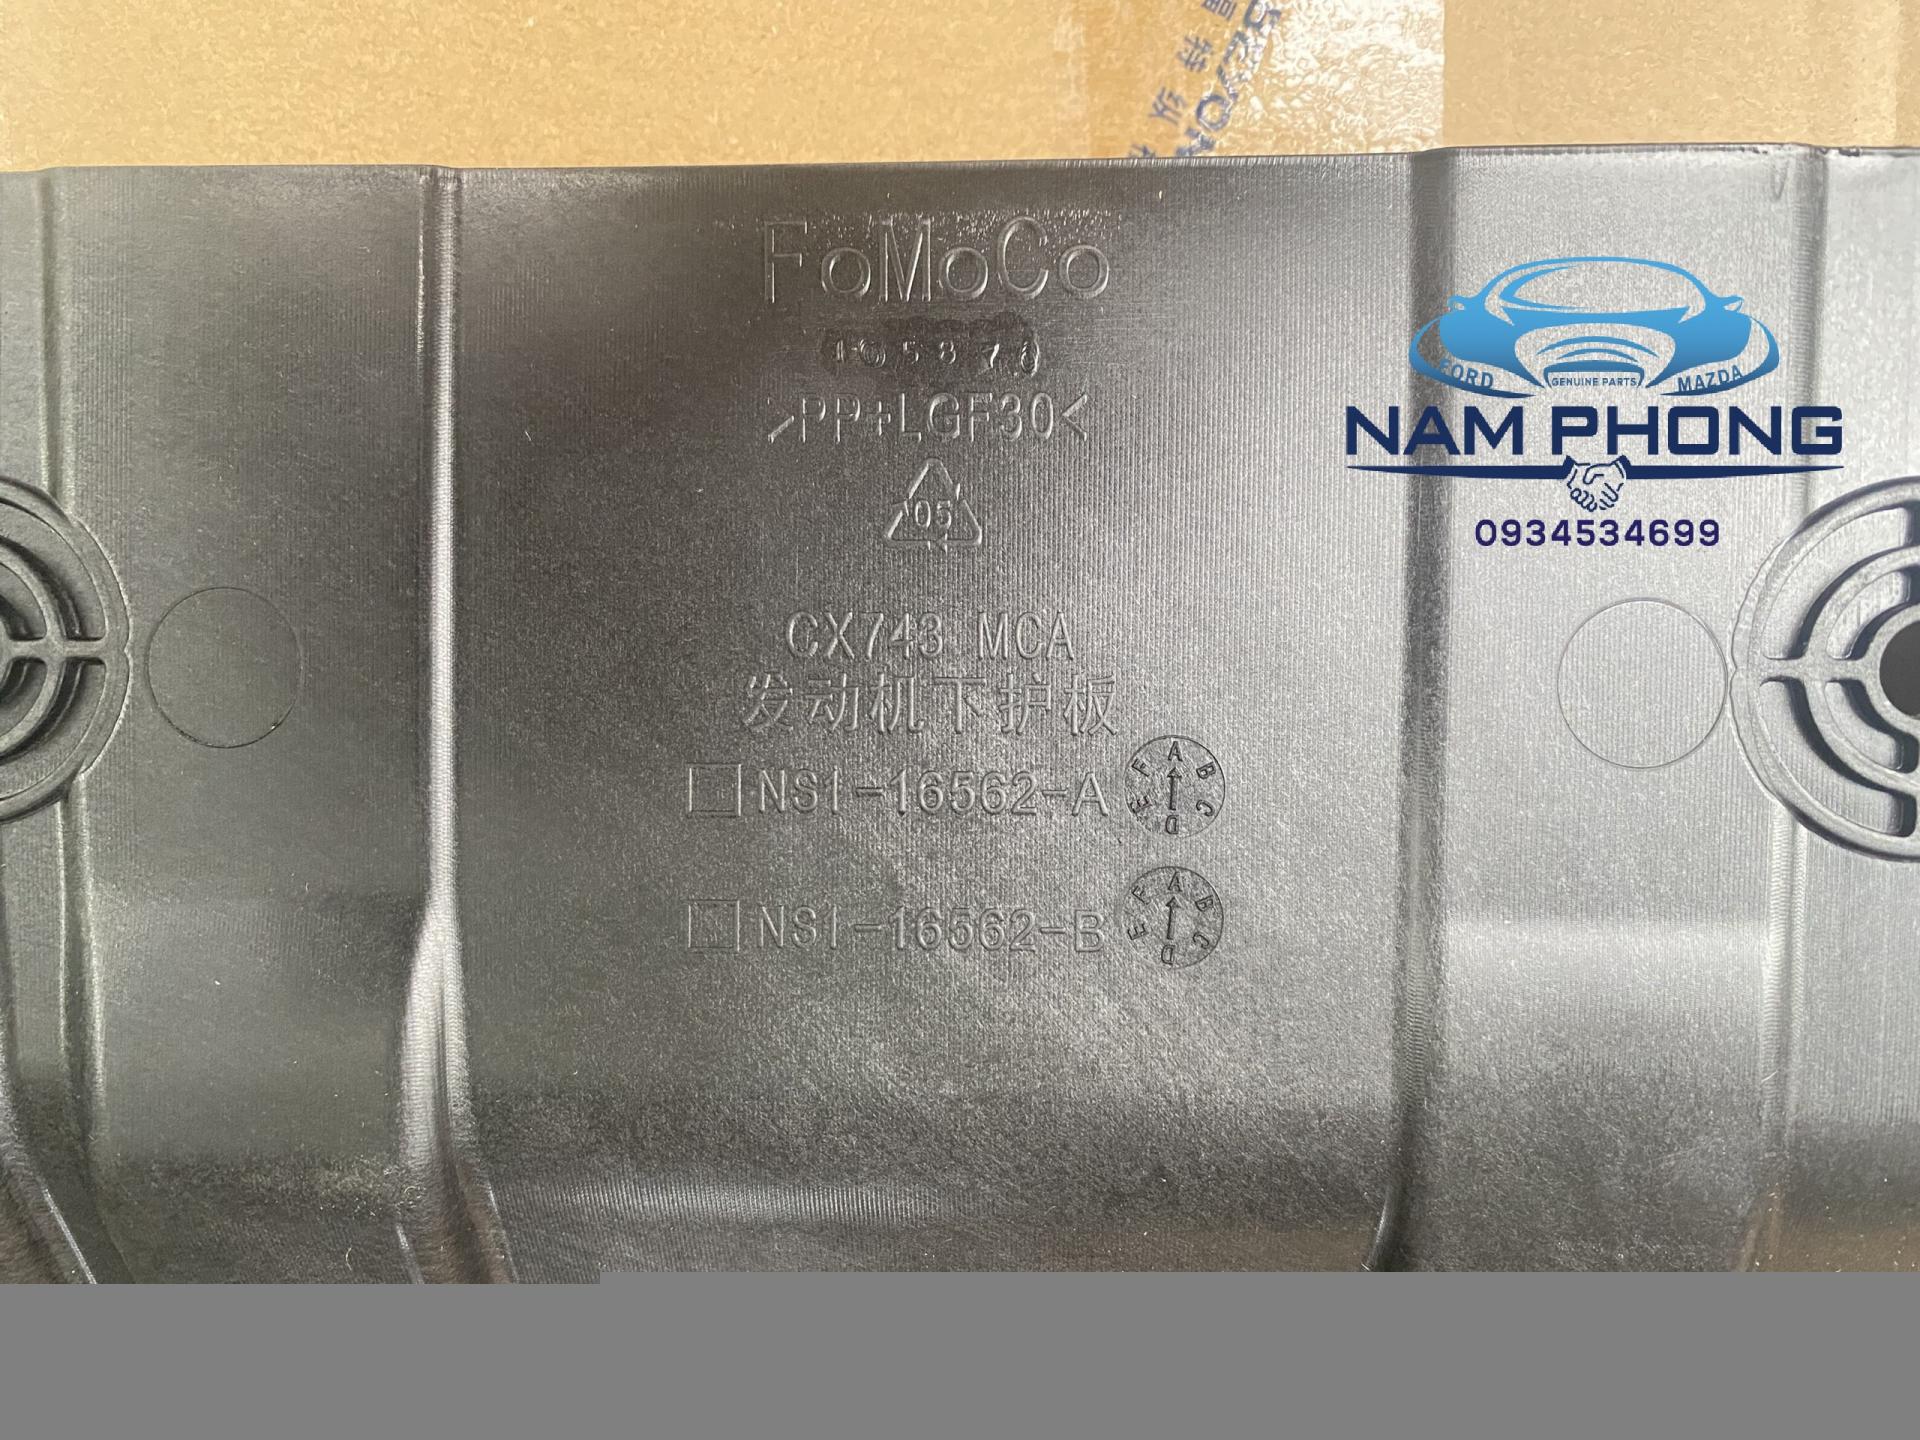 FoMoCo
>PP+LGF30<
05
CX743 MCA
发动机下护板
NS1-16562-A
A B C D E F
NS1-16562-B
A B C D E F
FORD
GENUINE PARTS
MAZDA
NAM PHONG
0934534699